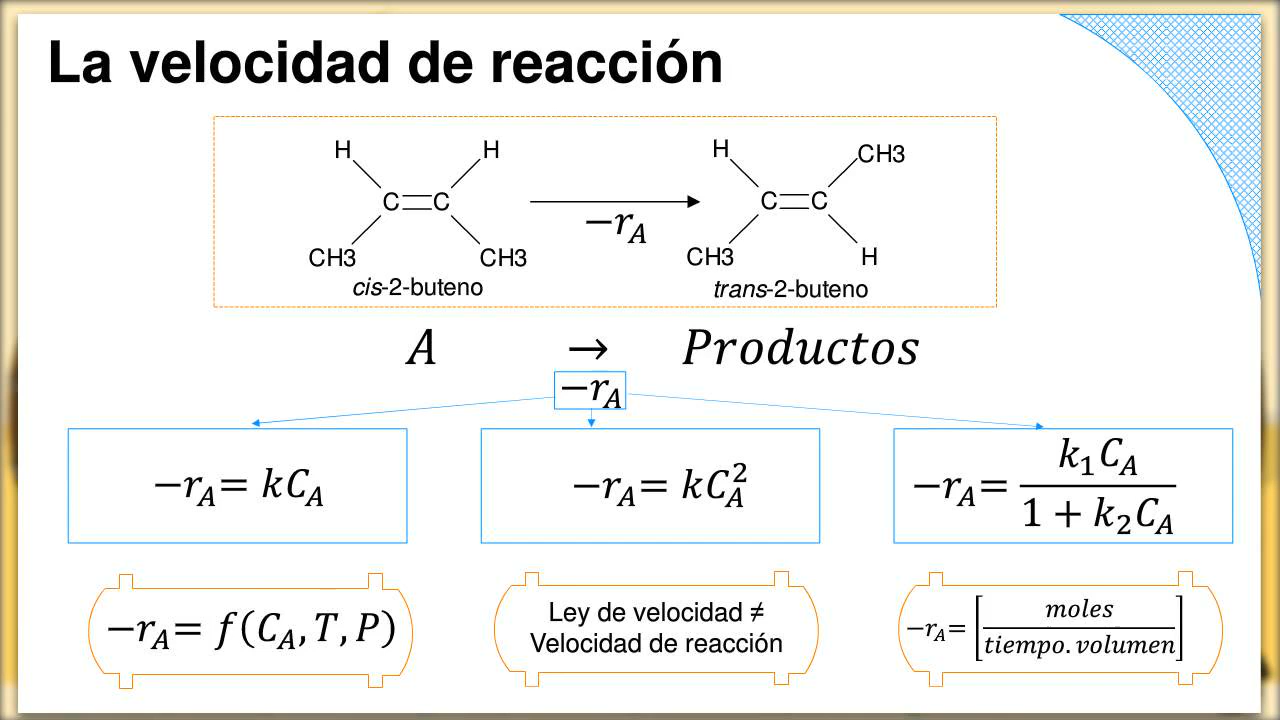 La velocidad de reacción
H H H CH3
C=C C=C
−r_A
CH3 CH3 CH3 H
cis-2-buteno trans-2-buteno
A → Productos
−r_A
−r_A= kC_A
−r_A= kC_A^2
−r_A= k_1C_A / 1 + k_2C_A
−r_A= f(C_A, T, P)
Ley de velocidad ≠
Velocidad de reacción
−r_A= [moles / tiempo. volumen]